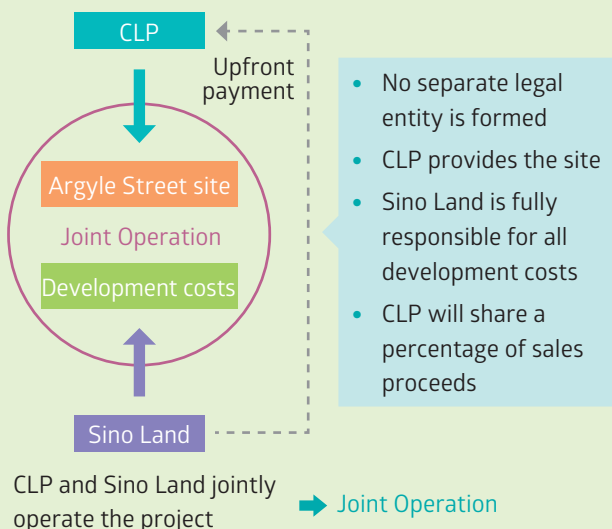 CLP
Upfront
payment
Argyle Street site
Joint Operation
Development costs
Sino Land
• No separate legal
entity is formed
• CLP provides the site
• Sino Land is fully
responsible for all
development costs
• CLP will share a
percentage of sales
proceeds
CLP and Sino Land jointly
operate the project
Joint Operation